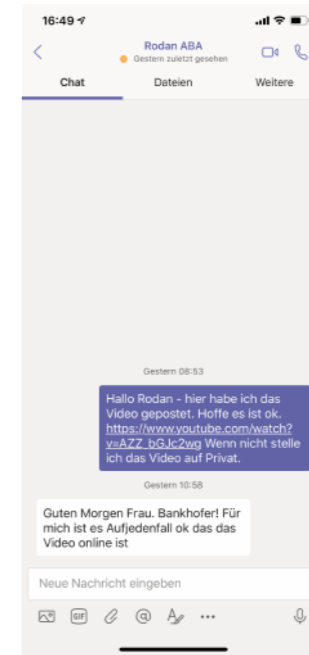 16:49
Rodan ABA
Gestern zuletzt gesehen
Chat Dateien Weitere
Gestern 08:53
Hallo Rodan - hier habe
ich das
Video gepostet. Hoffe es ist ok.
https://www.youtube.com/watch?
v=AZZ_bGJc2wg Wenn nicht stelle
ich das Video auf Privat.
Gestern 10:58
Guten Morgen Frau. Bankhofer! Für
mich ist es Aufjedenfall ok das das
Video online ist
Neue Nachricht eingeben
GIF